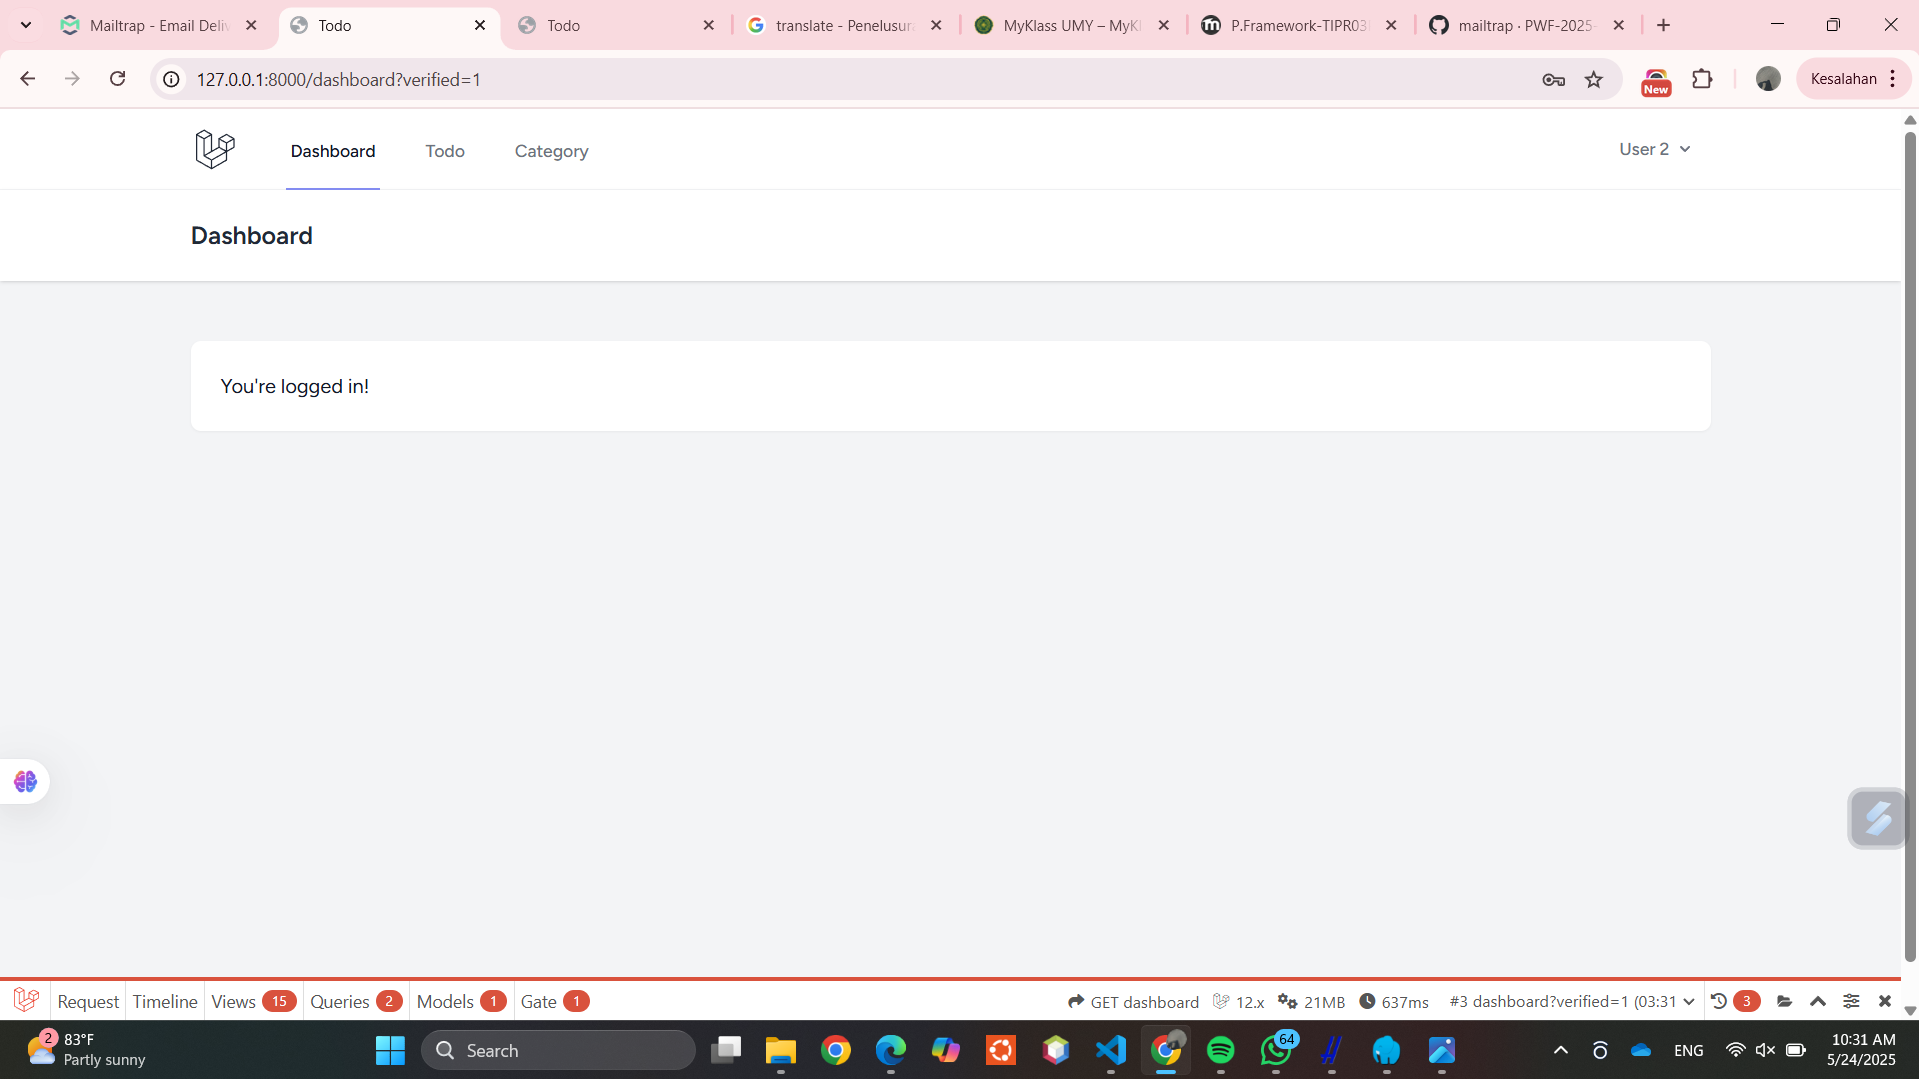 Mailtrap - Email Deliv
Todo
Todo
translate - Penelusur
MyKlass UMY – MyKl
P.Framework-TIPR03
mailtrap · PWF-2025-
127.0.0.1:8000/dashboard?verified=1
New
Kesalahan
Dashboard
Todo
Category
User 2
Dashboard
You're logged in!
Request
Timeline
Views 15
Queries 2
Models 1
Gate 1
GET dashboard
12.x
21MB
637ms
#3 dashboard?verified=1 (03:31
3
2
83°F
Partly sunny
Search
64
ENG
10:31 AM
5/24/2025